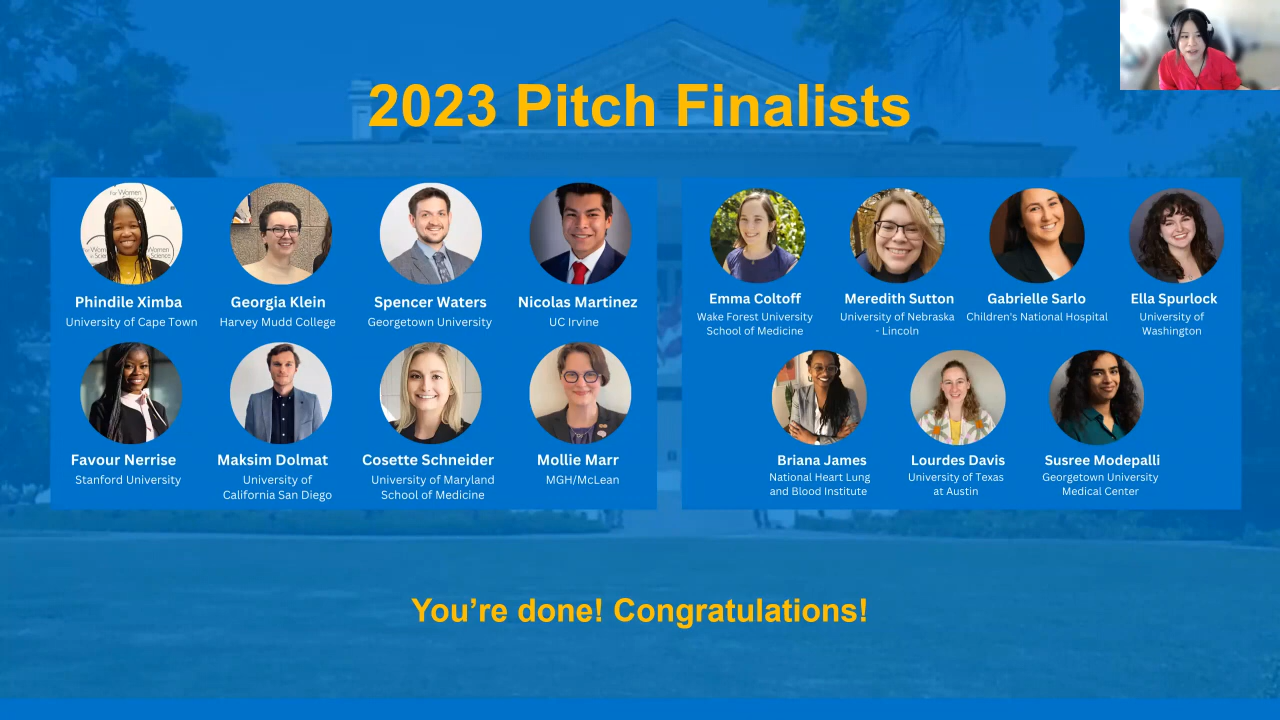 2023 Pitch Finalists
Phindile Ximba
University of Cape Town
Georgia Klein
Harvey Mudd College
Spencer Waters
Georgetown University
Nicolas Martinez
UC Irvine
Favour Nerrise
Stanford University
Maksim Dolmat
University of
California San Diego
Cosette Schneider
University of Maryland
School of Medicine
Mollie Marr
MGH/McLean
Emma Coltoff
Wake Forest University
School of Medicine
Meredith Sutton
University of Nebraska
- Lincoln
Gabrielle Sarlo
Children's National Hospital
Ella Spurlock
University of
Washington
Briana James
National Heart Lung
and Blood Institute
Lourdes Davis
University of Texas
at Austin
Susree Modepalli
Georgetown University
Medical Center
You're done! Congratulations!